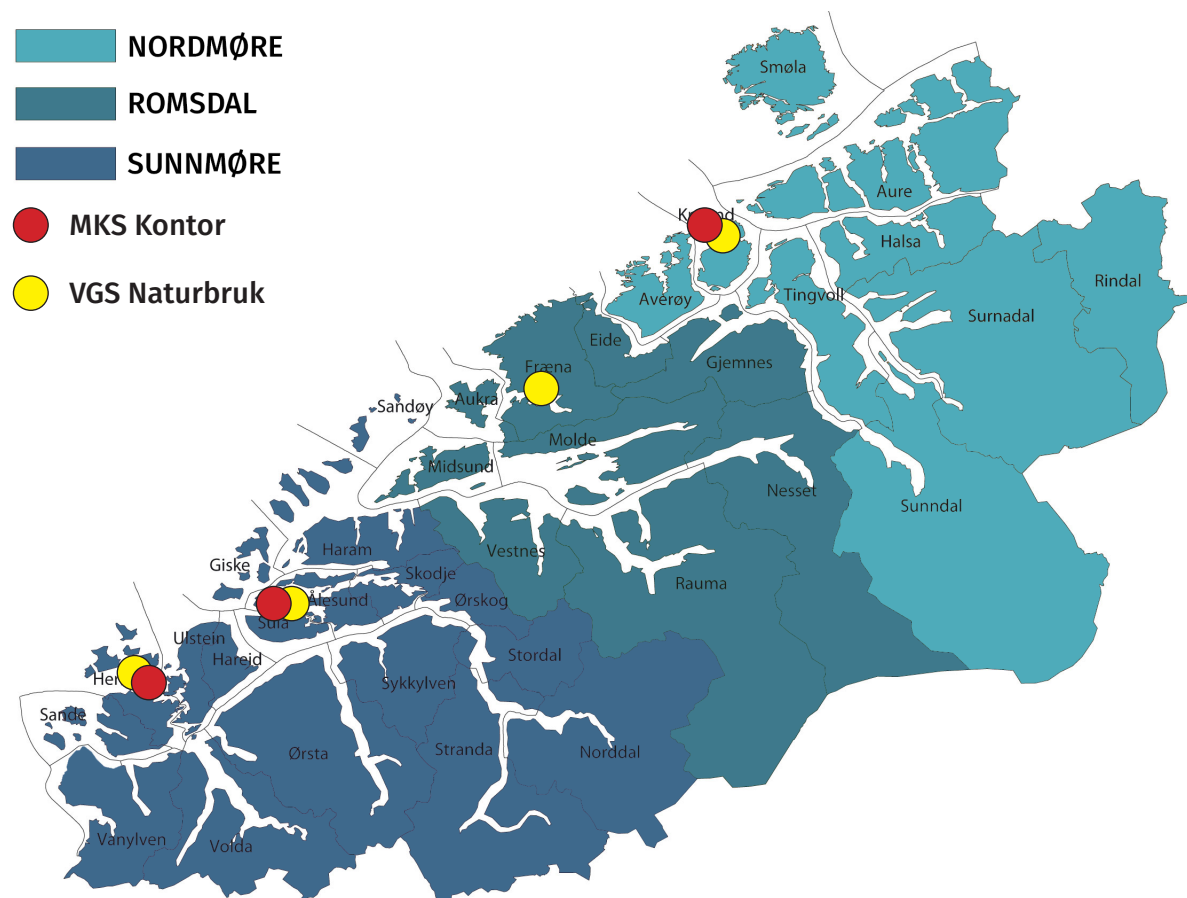 NORDMØRE
ROMSDAL
SUNNMØRE
MKS Kontor
VGS Naturbruk
Smøla
Aure
Halsa
Rindal
Averøy
Tingvoll
Surnadal
Eide
Gjemnes
Fræna
Sandøy
Aukra
Molde
Midsund
Nesset
Sunndal
Haram
Vestnes
Giske
Skodje
Rauma
Ålesund
Ørskog
Sula
Ulstein
Hareid
Stordal
Her
Sykkylven
Sande
Ørsta
Stranda
Norddal
Vanylven
Volda